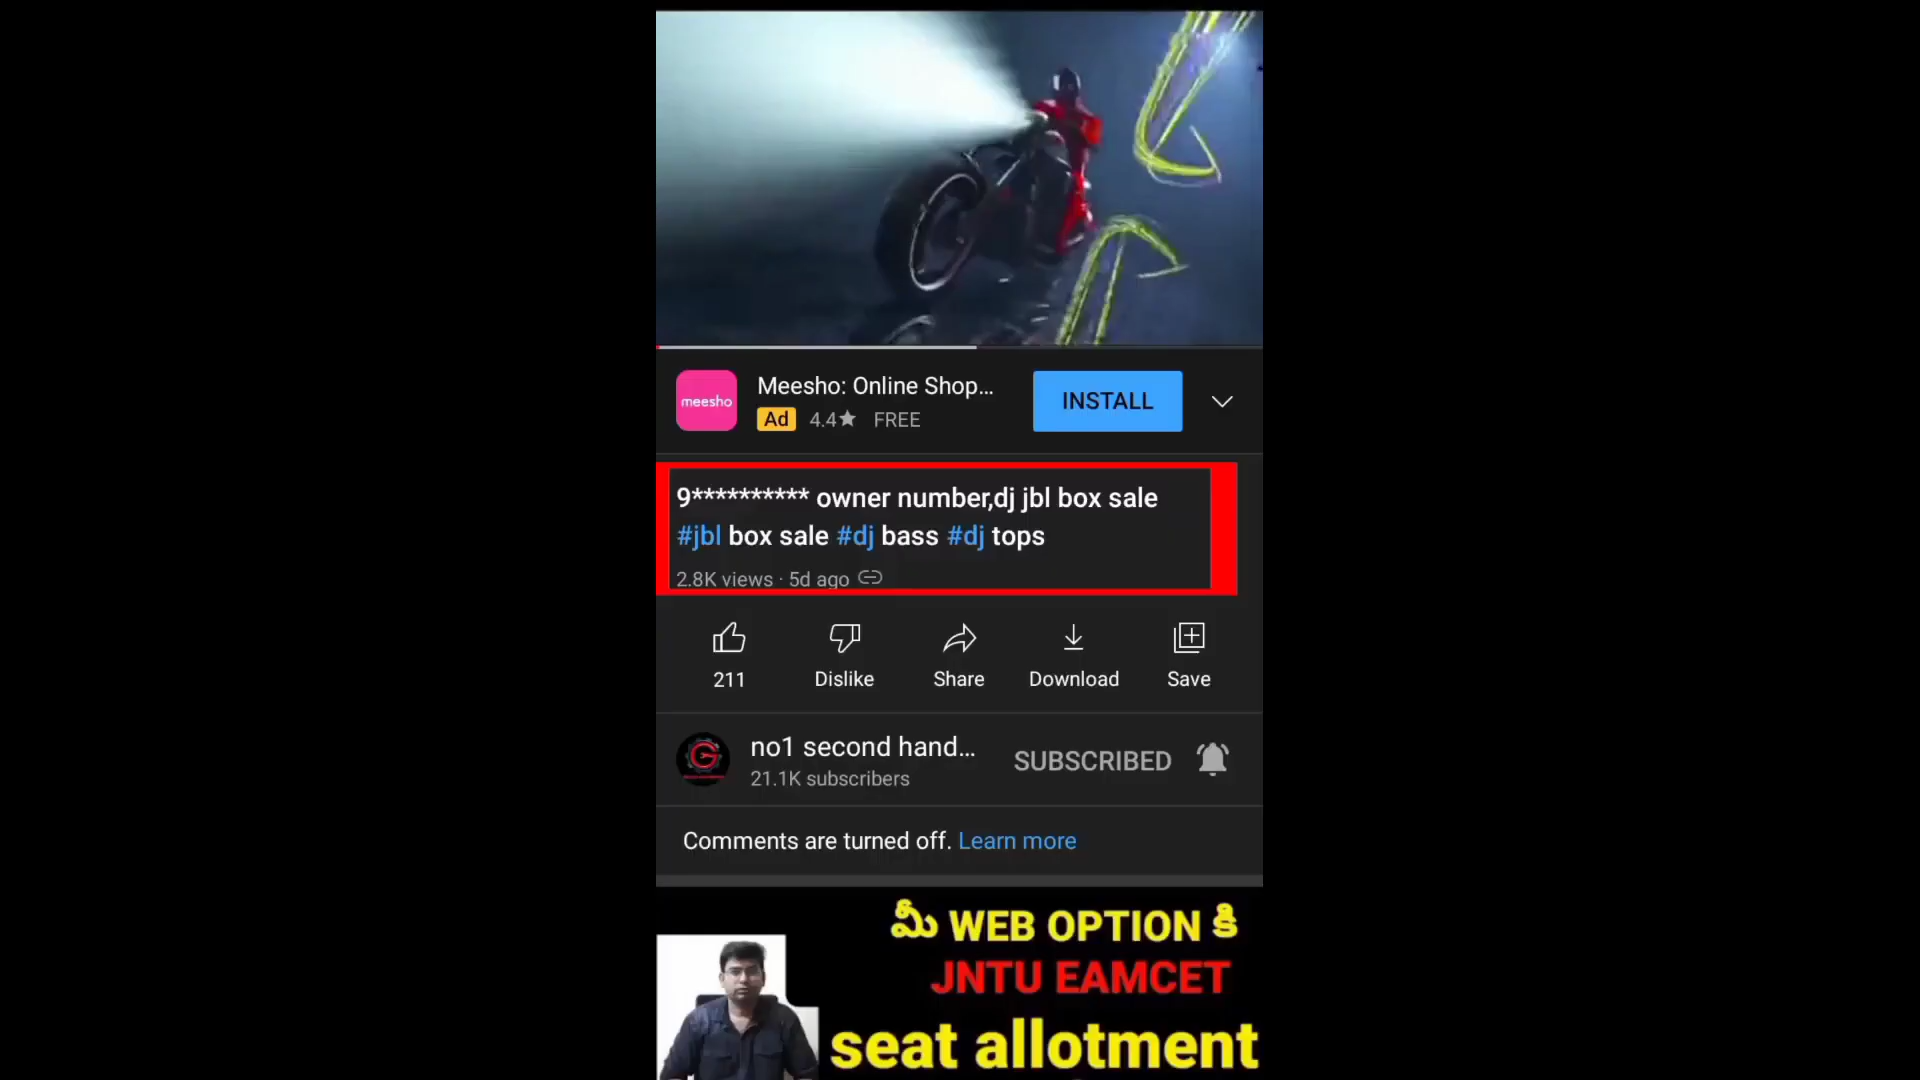 meesho
Meesho: Online Shop...
Ad 4.4★ FREE
INSTALL
9********** owner number,dj jbl box sale
#jbl box sale #dj bass #dj tops
2.8K views · 5d ago
211
Dislike
Share
Download
Save
no1 second hand...
21.1K subscribers
SUBSCRIBED
Comments are turned off. Learn more
మీ WEB OPTION కి
JNTU EAMCET
seat allotment